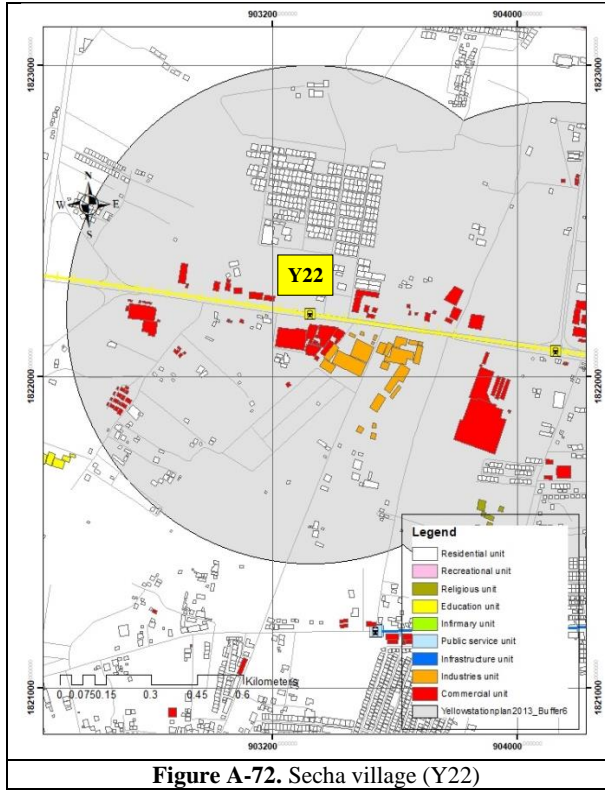 903200
904000
1823000
1823000
N
W E
S
Y22
1822000
1822000
Legend
Residential unit
Recreational unit
Religious unit
Education unit
Infirmary unit
Public service unit
Infrastructure unit
Industries unit
Commercial unit
Yellowstationplan2013_Buffer6
Kilometers
0 0.075 0.15 0.3 0.45 0.6
1821000
1821000
903200
904000
Figure A-72. Secha village (Y22)